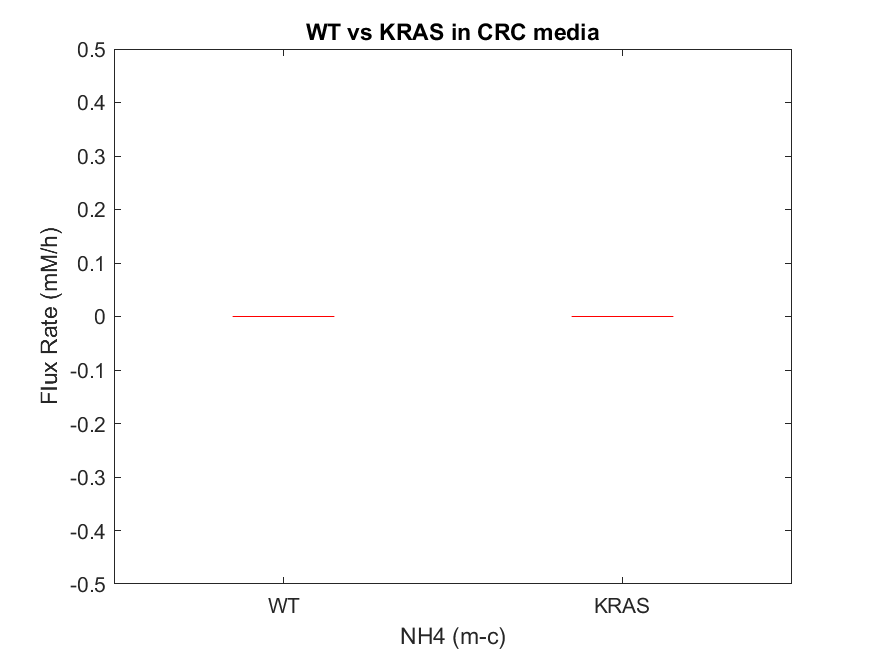 WT vs KRAS in CRC media
0.5
0.4
0.3
0.2
0.1
0
-0.1
-0.2
-0.3
-0.4
-0.5
Flux Rate (mM/h)
WT KRAS
NH4 (m-c)